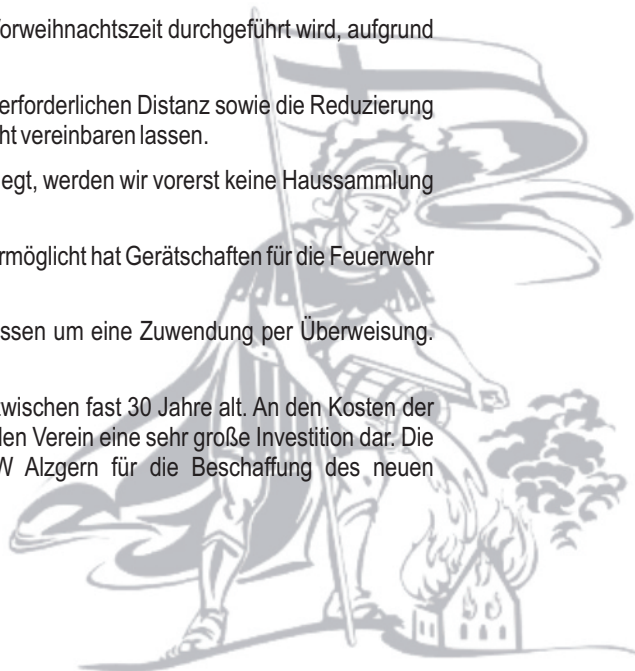 orweihnachtszeit durchgeführt wird, aufgrund
erforderlichen Distanz sowie die Reduzierung
ht vereinbaren lassen.
egt, werden wir vorerst keine Haussammlung
rmöglicht hat Gerätschaften für die Feuerwehr
ssen um eine Zuwendung per Überweisung.
zwischen fast 30 Jahre alt. An den Kosten der
den Verein eine sehr große Investition dar. Die
W Alzgern für die Beschaffung des neuen